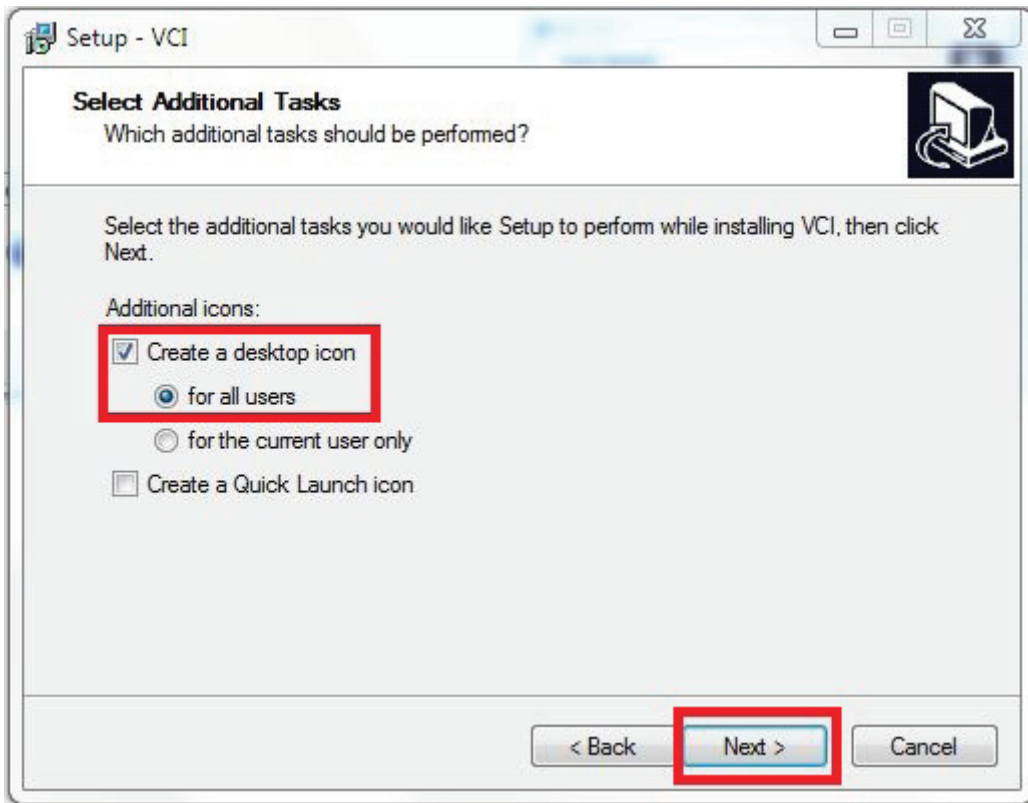 Setup - VCI
Select Additional Tasks
Which additional tasks should be performed?
Select the additional tasks you would like Setup to perform while installing VCI, then click
Next.
Additional icons:
Create a desktop icon
for all users
for the current user only
Create a Quick Launch icon
< Back Next > Cancel